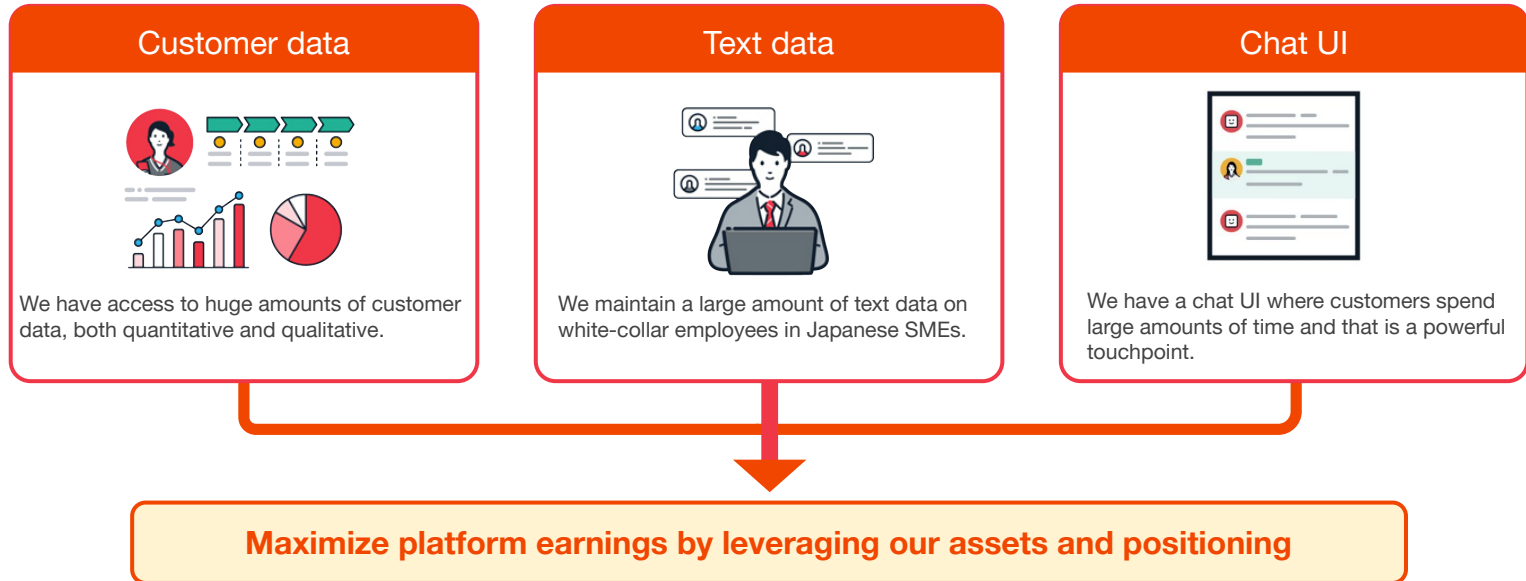 Customer data
We have access to huge amounts of customer
data, both quantitative and qualitative.
Text data
We maintain a large amount of text data on
white-collar employees in Japanese SMEs.
Chat UI
We have a chat UI where customers spend
large amounts of time and that is a powerful
touchpoint.
Maximize platform earnings by leveraging our assets and positioning